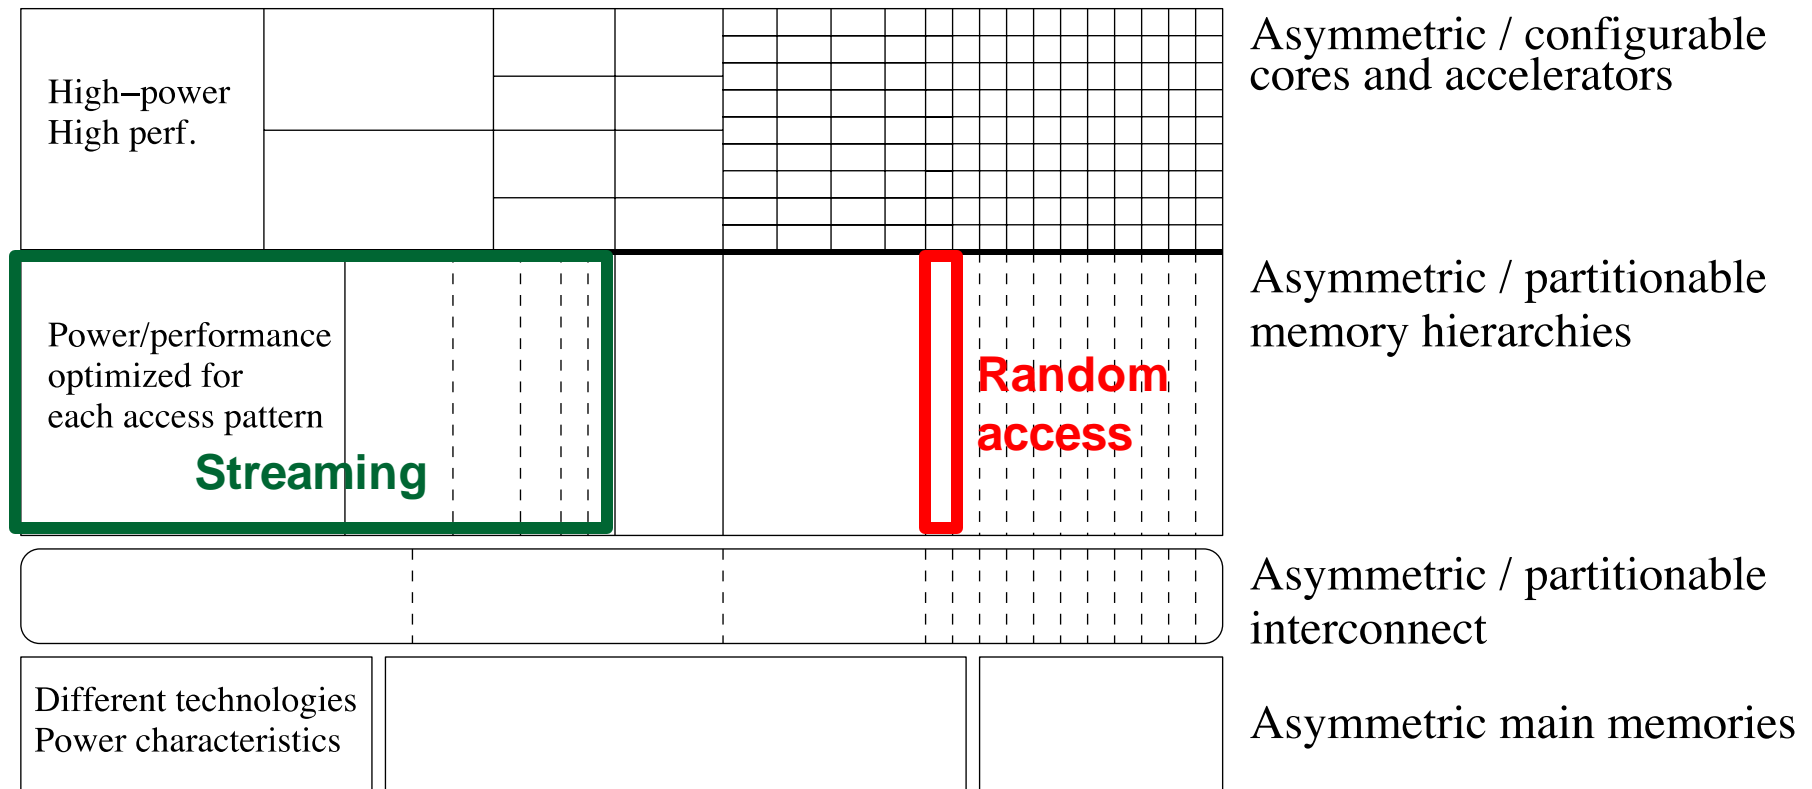 High−power
High perf.
Asymmetric / configurable
cores and accelerators
Power/performance
optimized for
each access pattern
Streaming
Random
access
Asymmetric / partitionable
memory hierarchies
Asymmetric / partitionable
interconnect
Different technologies
Power characteristics
Asymmetric main memories